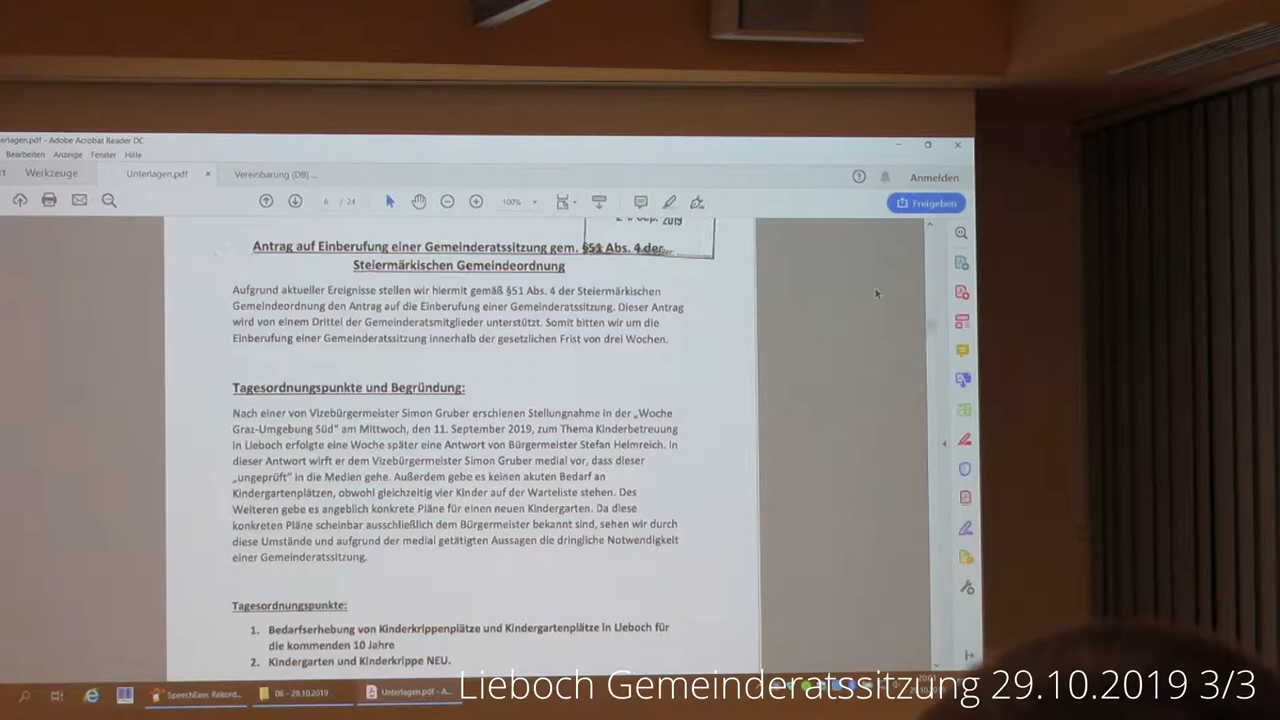 erlagen.pdf - Adobe Acrobat Reader DC
Bearbeiten Anzeige Fenster Hilfe
Werkzeuge Unterlagen.pdf × Vereinbarung (DB) ... Anmelden
6 / 24 100% Freigeben
2019
Antrag auf Einberufung einer Gemeinderatssitzung gem. §51 Abs. 4 der
Steiermärkischen Gemeindeordnung
Aufgrund aktueller Ereignisse stellen wir hiermit gemäß §51 Abs. 4 der Steiermärkischen
Gemeindeordnung den Antrag auf die Einberufung einer Gemeinderatssitzung. Dieser Antrag
wird von einem Drittel der Gemeinderatsmitglieder unterstützt. Somit bitten wir um die
Einberufung einer Gemeinderatssitzung innerhalb der gesetzlichen Frist von drei Wochen.
Tagesordnungspunkte und Begründung:
Nach einer von Vizebürgermeister Simon Gruber erschienen Stellungnahme in der „Woche
Graz-Umgebung Süd“ am Mittwoch, den 11. September 2019, zum Thema Kinderbetreuung
in Lieboch erfolgte eine Woche später eine Antwort von Bürgermeister Stefan Helmreich. In
dieser Antwort wirft er dem Vizebürgermeister Simon Gruber medial vor, dass dieser
„ungeprüft“ in die Medien gehe. Außerdem gebe es keinen akuten Bedarf an
Kindergartenplätzen, obwohl gleichzeitig vier Kinder auf der Warteliste stehen. Des
Weiteren gebe es angeblich konkrete Pläne für einen neuen Kindergarten. Da diese
konkreten Pläne scheinbar ausschließlich dem Bürgermeister bekannt sind, sehen wir durch
diese Umstände und aufgrund der medial getätigten Aussagen die dringliche Notwendigkeit
einer Gemeinderatssitzung.
Tagesordnungspunkte:
1. Bedarfserhebung von Kinderkrippenplätze und Kindergartenplätze in Lieboch für
die kommenden 10 Jahre
2. Kindergarten und Kinderkrippe NEU.
SpeechExec Rekord... 06 - 29.10.2019 Unterlagen.pdf - A...
Lieboch Gemeinderatssitzung 29.10.2019 3/3